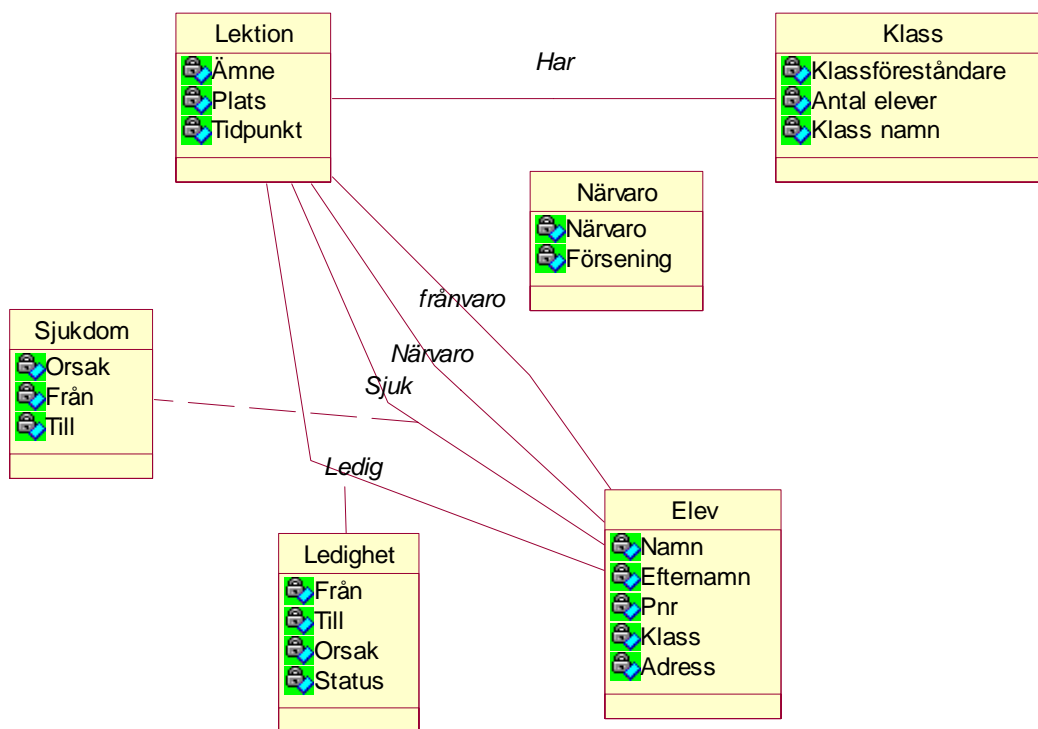 Lektion
Ämne
Plats
Tidpunkt
Har
Klass
Klassföreståndare
Antal elever
Klass namn
Närvaro
Närvaro
Försening
frånvaro
Närvaro
Sjuk
Ledig
Sjukdom
Orsak
Från
Till
Ledighet
Från
Till
Orsak
Status
Elev
Namn
Efternamn
Pnr
Klass
Adress